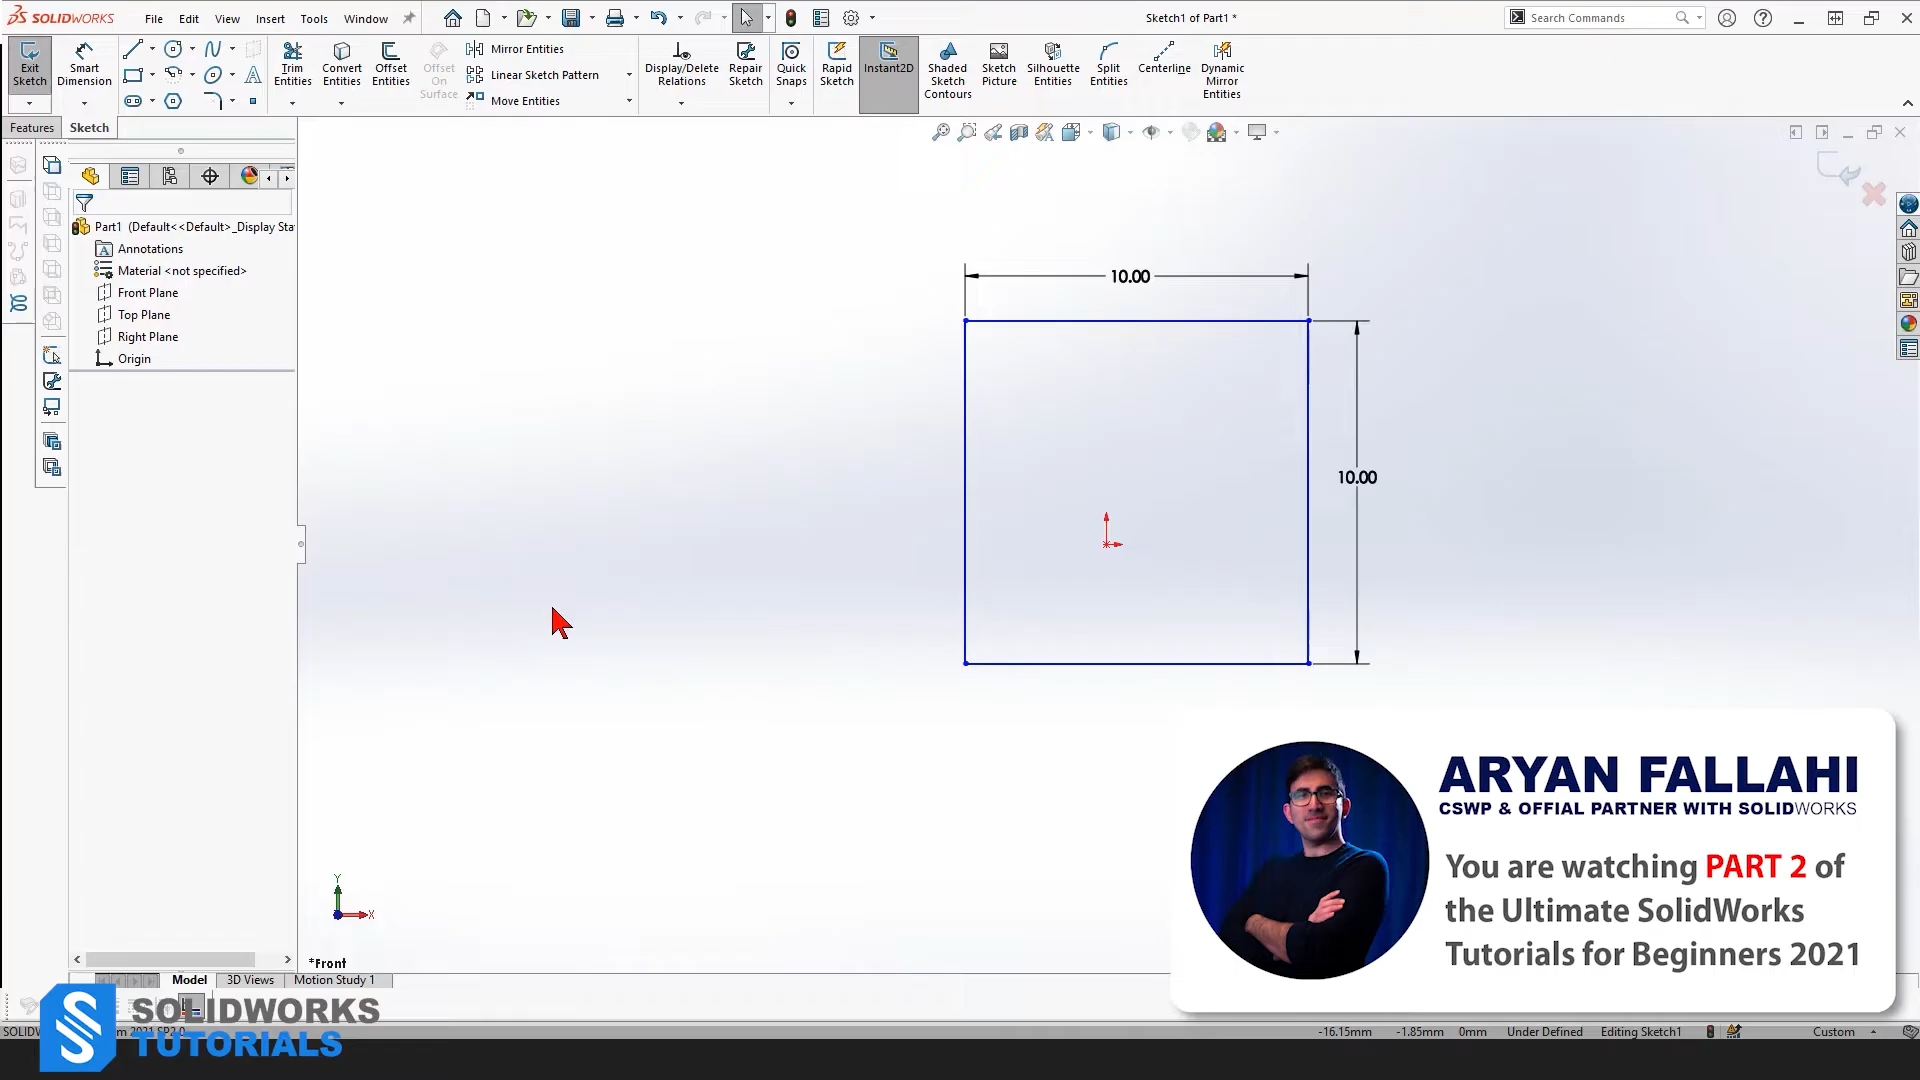 SOLIDWORKS File Edit View Insert Tools Window Sketch1 of Part1 * Search Commands
Exit Sketch
Smart Dimension
Trim Entities
Convert Entities
Offset Entities
Offset On Surface
Mirror Entities
Linear Sketch Pattern
Move Entities
Display/Delete Relations
Repair Sketch
Quick Snaps
Rapid Sketch
Instant2D
Shaded Sketch Contours
Sketch Picture
Silhouette Entities
Split Entities
Centerline
Dynamic Mirror Entities
Features Sketch
Part1 (Default<<Default>_Display Sta
Annotations
Material <not specified>
Front Plane
Top Plane
Right Plane
Origin
10.00
10.00
Y
X
*Front
ARYAN FALLAHI
CSWP & OFFIAL PARTNER WITH SOLIDWORKS
You are watching PART 2 of
the Ultimate SolidWorks
Tutorials for Beginners 2021
Model 3D Views Motion Study 1
SOLIDWORKS
TUTORIALS
-16.15mm -1.85mm 0mm Under Defined Editing Sketch1 Custom